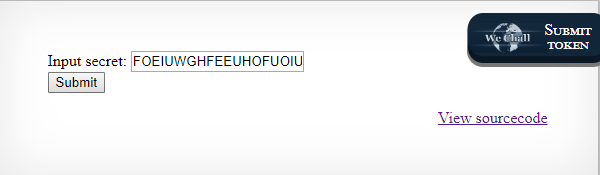 We Chall
SUBMIT
TOKEN
Input secret: FOEIUWGHFEEUHOFUOIU
Submit
View sourcecode